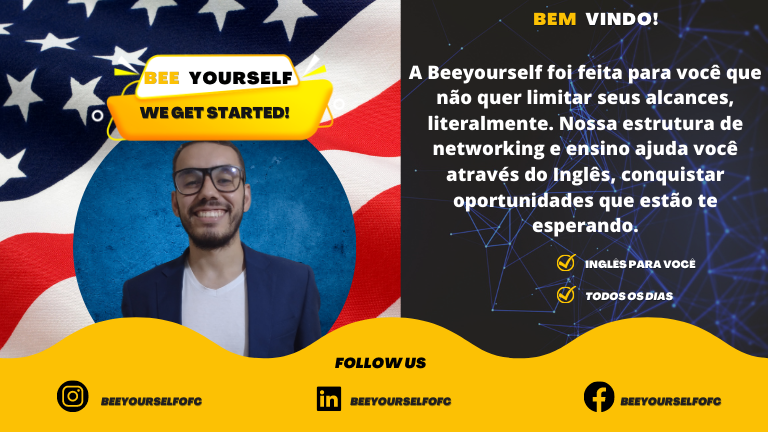 BEE YOURSELF
WE GET STARTED!
BEM VINDO!
A Beeyourself foi feita para você que
não quer limitar seus alcances,
literalmente. Nossa estrutura de
networking e ensino ajuda você
através do Inglês, conquistar
oportunidades que estão te
esperando.
INGLÊS PARA VOCÊ
TODOS OS DIAS
FOLLOW US
BEEYOURSELFOFC
BEEYOURSELFOFC
BEEYOURSELFOFC